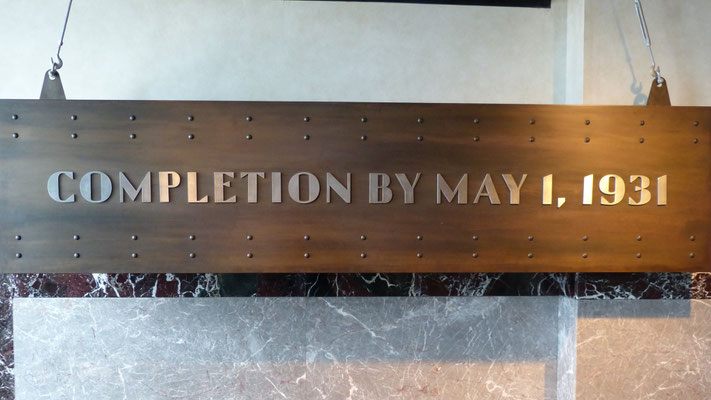 COMPLETION BY MAY 1, 1931